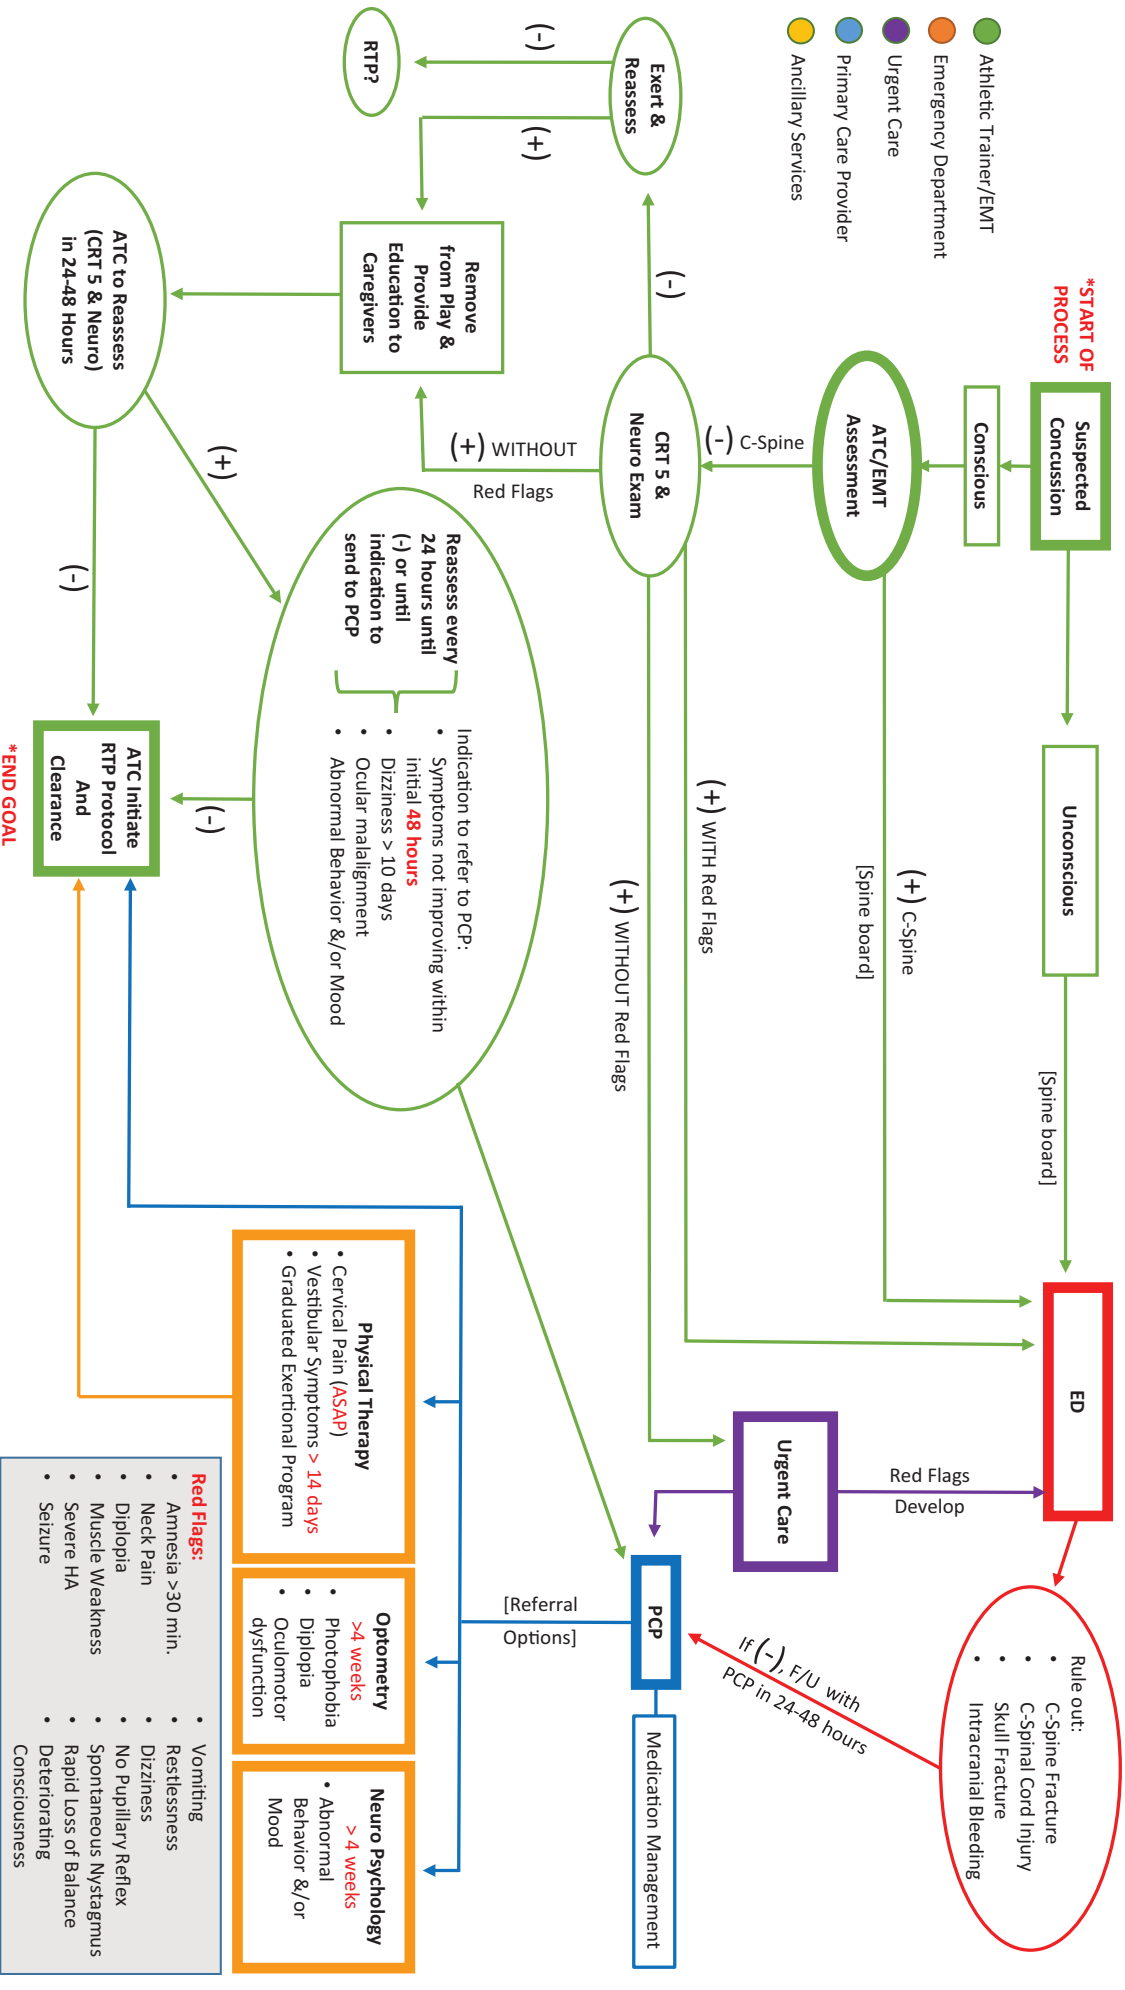 Athletic Trainer/EMT
Emergency Department
Urgent Care
Primary Care Provider
Ancillary Services
*START OF
PROCESS
Suspected
Concussion
Unconscious
[Spine board]
ED
Conscious
ATC/EMT
Assessment
(+) C-Spine
[Spine board]
(-) C-Spine
CRT 5 &
Neuro Exam
(+) WITH Red Flags
(+) WITHOUT Red Flags
Urgent Care
Red Flags
Develop
Rule out:
• C-Spine Fracture
• C-Spinal Cord Injury
• Skull Fracture
• Intracranial Bleeding
If (-), F/U with
PCP in 24-48 hours
PCP
Medication Management
[Referral
Options]
(-)
Exert &
Reassess
(-)
(+)
RTP?
(+) WITHOUT
Red Flags
Remove
from Play &
Provide
Education to
Caregivers
ATC to Reassess
(CRT 5 & Neuro)
in 24-48 Hours
(+)
(-)
Reassess every
24 hours until
(-) or until
indication to
send to PCP
Indication to refer to PCP:
• Symptoms not improving within
initial 48 hours
• Dizziness > 10 days
• Ocular malalignment
• Abnormal Behavior &/or Mood
(-)
ATC Initiate
RTP Protocol
And
Clearance
*END GOAL
Physical Therapy
• Cervical Pain (ASAP)
• Vestibular Symptoms > 14 days
• Graduated Exertional Program
Optometry
>4 weeks
• Photophobia
• Diplopia
• Oculomotor
dysfunction
Neuro Psychology
> 4 weeks
• Abnormal
Behavior &/or
Mood
Red Flags:
• Amnesia >30 min.
• Neck Pain
• Diplopia
• Muscle Weakness
• Severe HA
• Seizure
• Vomiting
• Restlessness
• Dizziness
• No Pupillary Reflex
• Spontaneous Nystagmus
• Rapid Loss of Balance
• Deteriorating
Consciousness